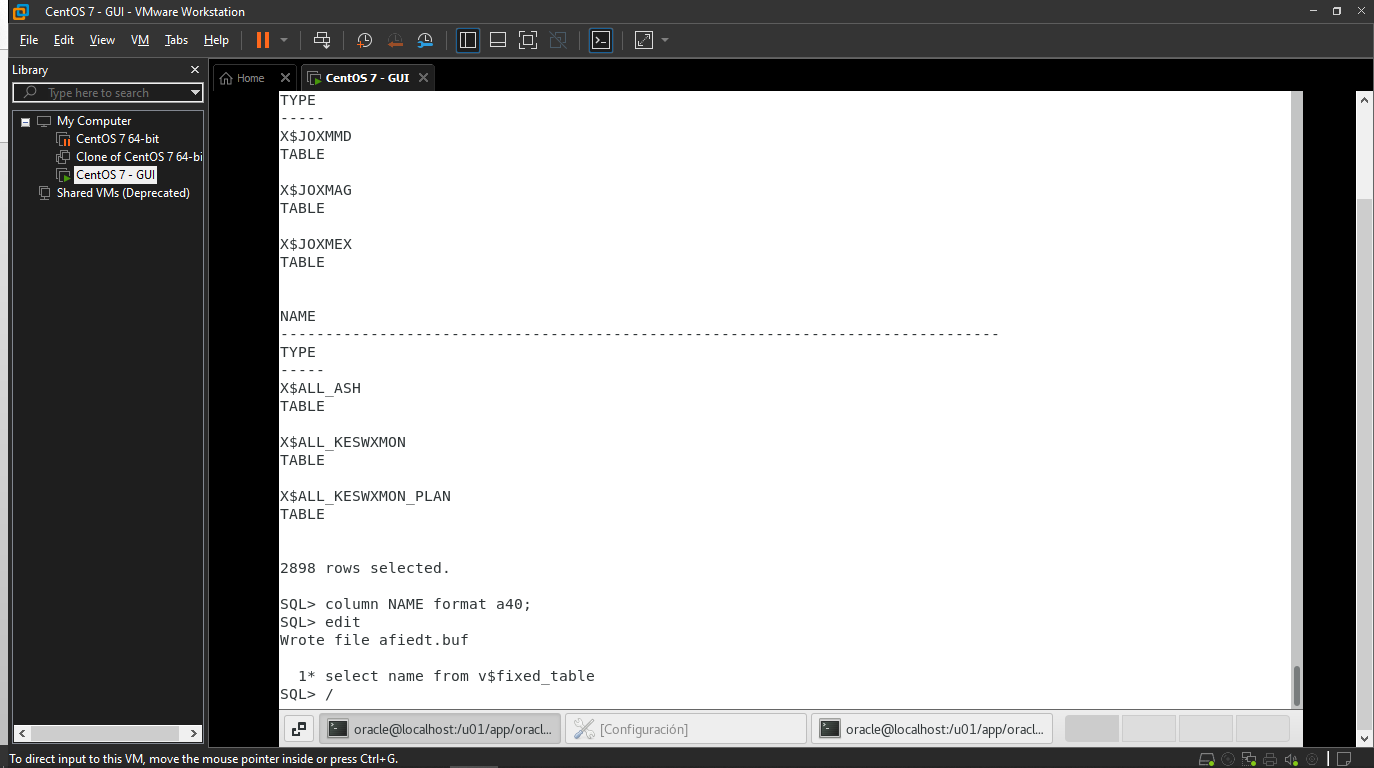 CentOS 7 - GUI - VMware Workstation
File Edit View VM Tabs Help
Library
Type here to search
My Computer
CentOS 7 64-bit
Clone of CentOS 7 64-bi
CentOS 7 - GUI
Shared VMs (Deprecated)
Home
CentOS 7 - GUI
TYPE
-----
X$JOXMMD
TABLE
X$JOXMAG
TABLE
X$JOXMEX
TABLE
NAME
--------------------------------------------------------------------------------
TYPE
-----
X$ALL_ASH
TABLE
X$ALL_KESWXMON
TABLE
X$ALL_KESWXMON_PLAN
TABLE
2898 rows selected.
SQL> column NAME format a40;
SQL> edit
Wrote file afiedt.buf
1* select name from v$fixed_table
SQL> /
oracle@localhost:/u01/app/oracl... [Configuración] oracle@localhost:/u01/app/oracl...
To direct input to this VM, move the mouse pointer inside or press Ctrl+G.